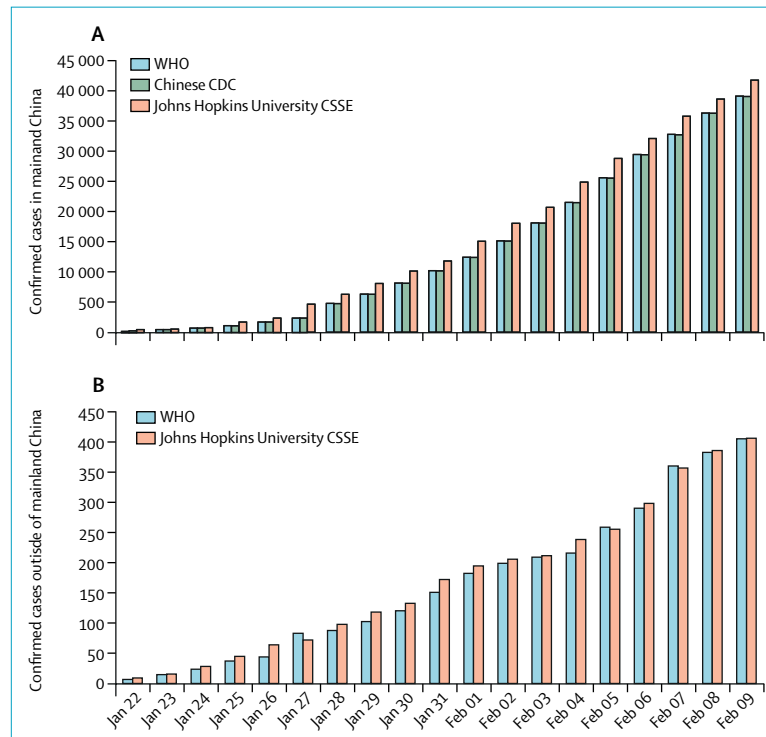 A
WHO
Chinese CDC
Johns Hopkins University CSSE
45 000
40 000
35 000
30 000
25 000
20 000
15 000
10 000
500
0
Confirmed cases in mainand China
B
WHO
Johns Hopkins University CSSE
450
400
350
300
250
200
150
100
50
0
Confirmed cases outisde of mainland China
Jan 22
Jan 23
Jan 24
Jan 25
Jan 26
Jan 27
Jan 28
Jan 29
Jan 30
Jan 31
Feb 01
Feb 02
Feb 03
Feb 04
Feb 05
Feb 06
Feb 07
Feb 08
Feb 09